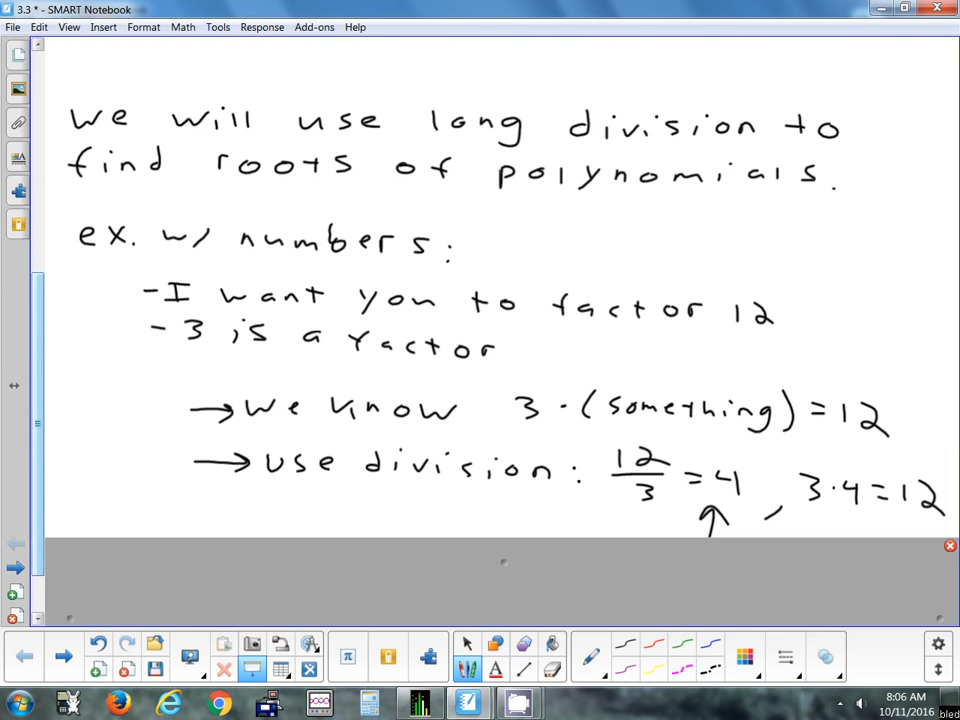 3.3 * - SMART Notebook
File Edit View Insert Format Math Tools Response Add-ons Help
we will use long division to
find roots of polynomials.
ex. w/ numbers:
- I want you to factor 12
- 3 is a factor
→ we know 3 · (something) = 12
→ use division: 12/3 = 4, 3·4=12
↑
π
A
8:06 AM
10/11/2016
bled